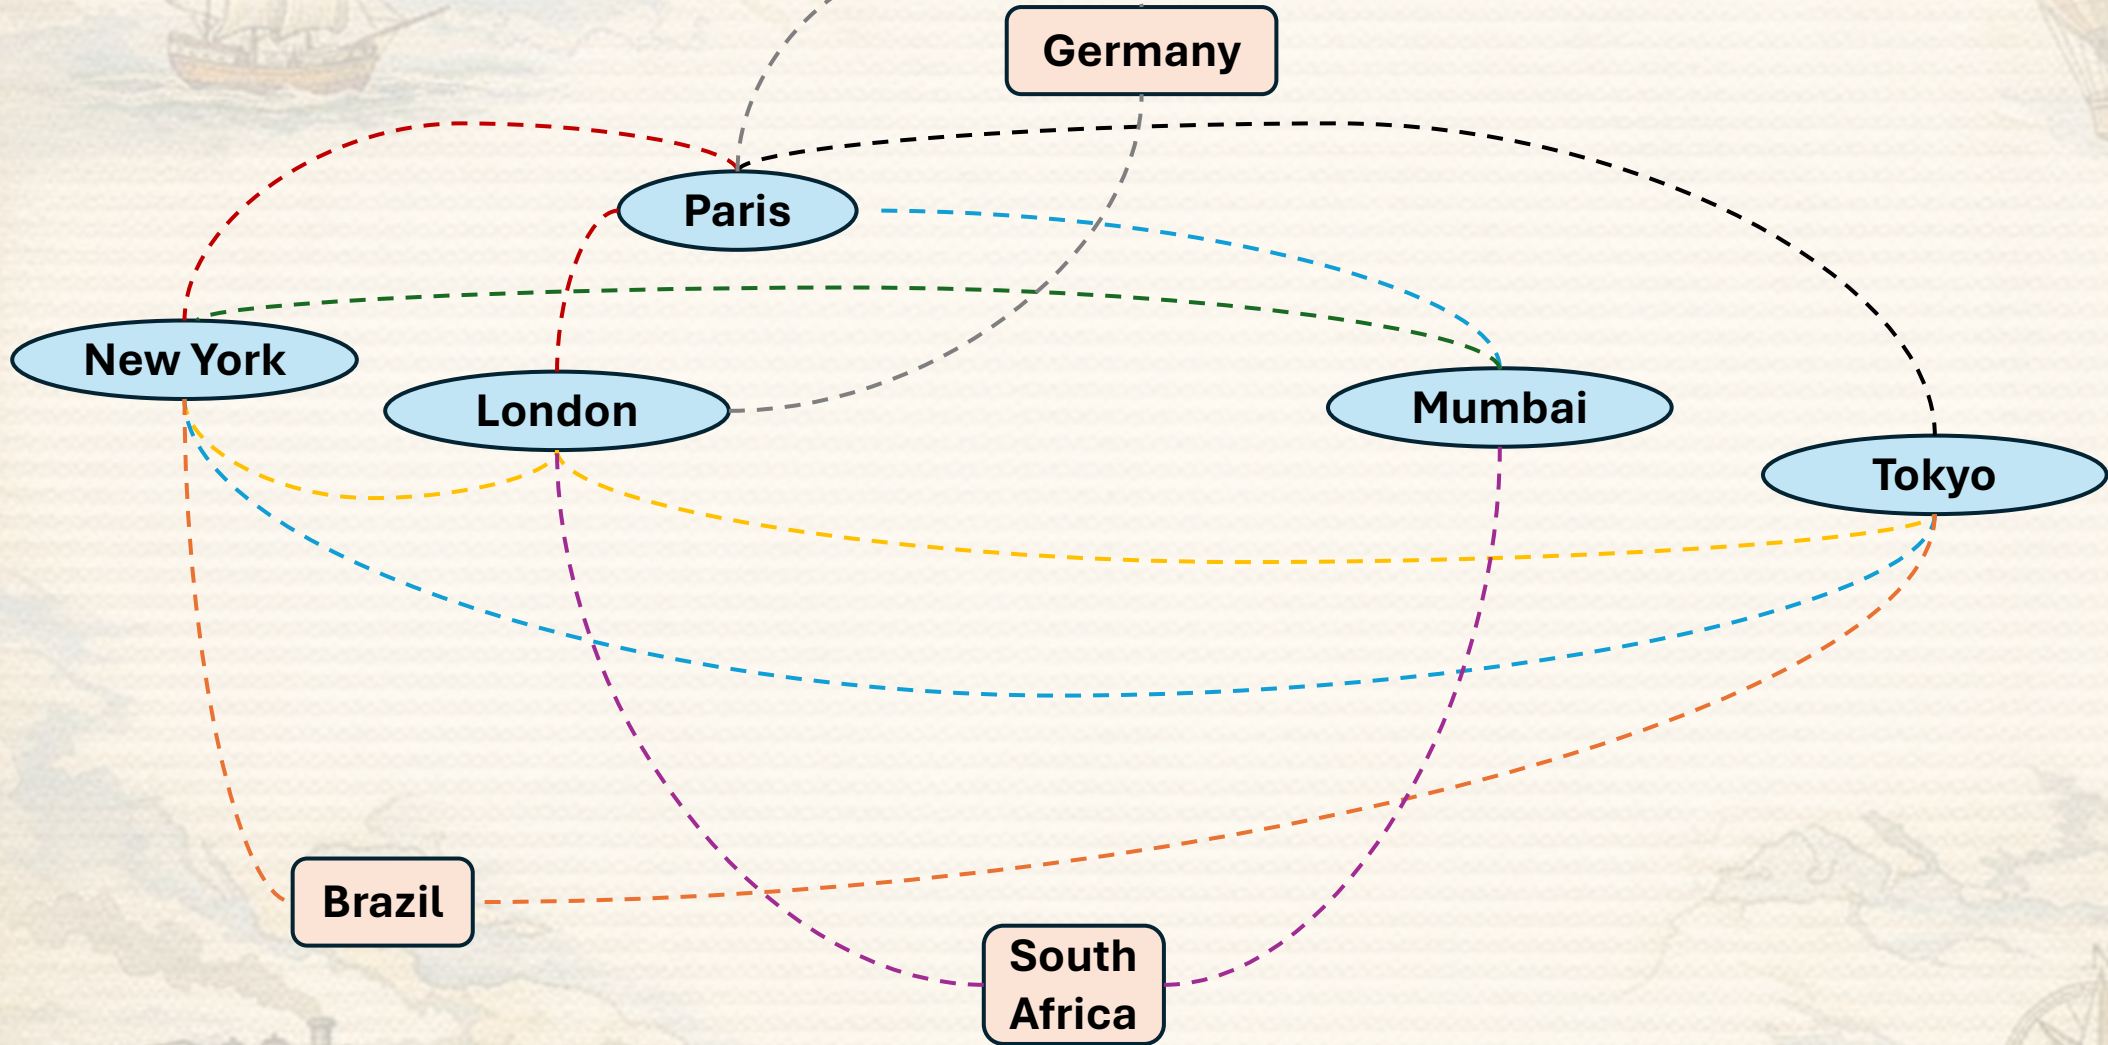 Germany
Paris
New York
London
Mumbai
Tokyo
Brazil
South
Africa